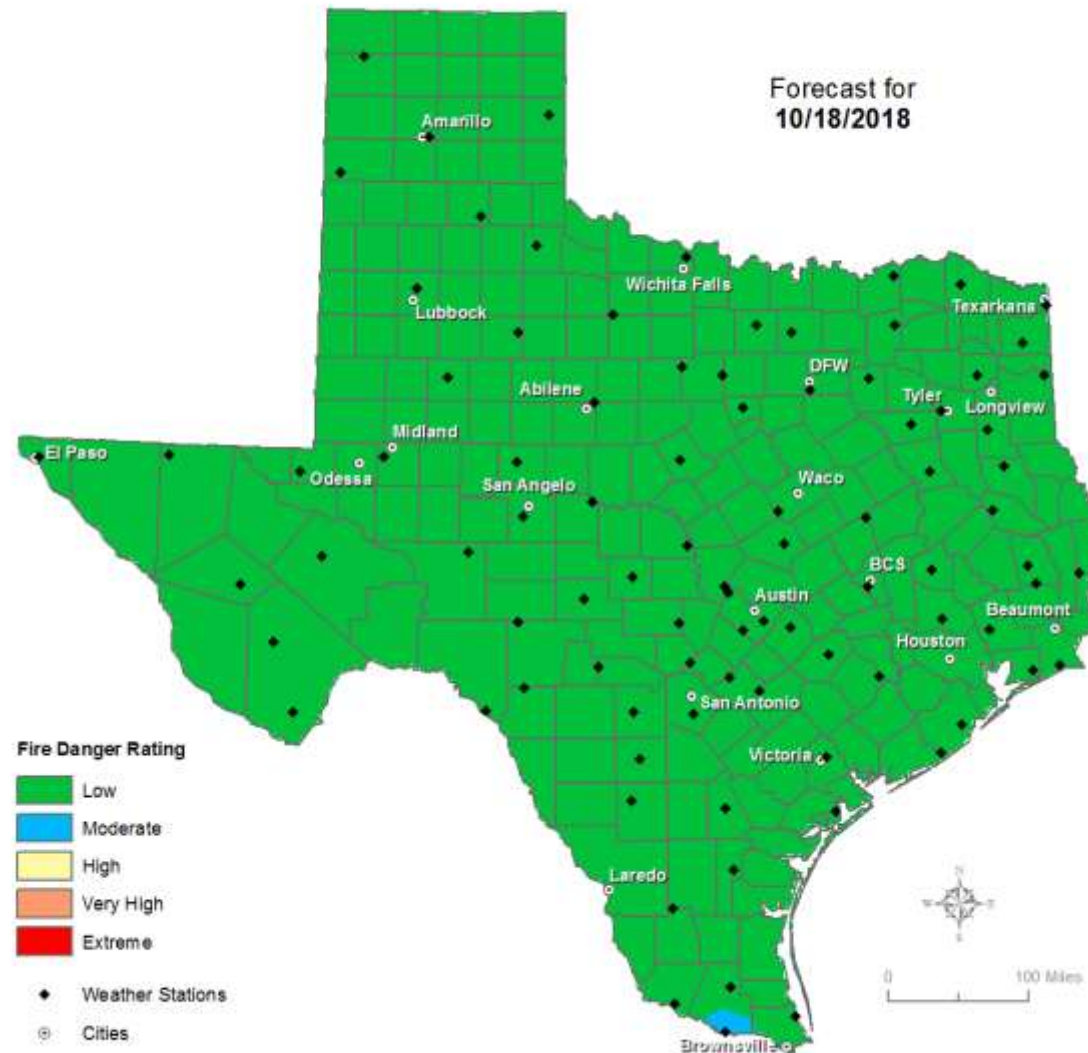 Forecast for
10/18/2018
Amarillo
Wichita Falls
Lubbock
Texarkana
DFW
Abilene
Tyler
Longview
Midland
El Paso
Odessa
San Angelo
Waco
BCS
Austin
Beaumont
Houston
San Antonio
Victoria
Laredo
Brownsville
Fire Danger Rating
Low
Moderate
High
Very High
Extreme
Weather Stations
Cities
N
W
E
S
0
100 Miles